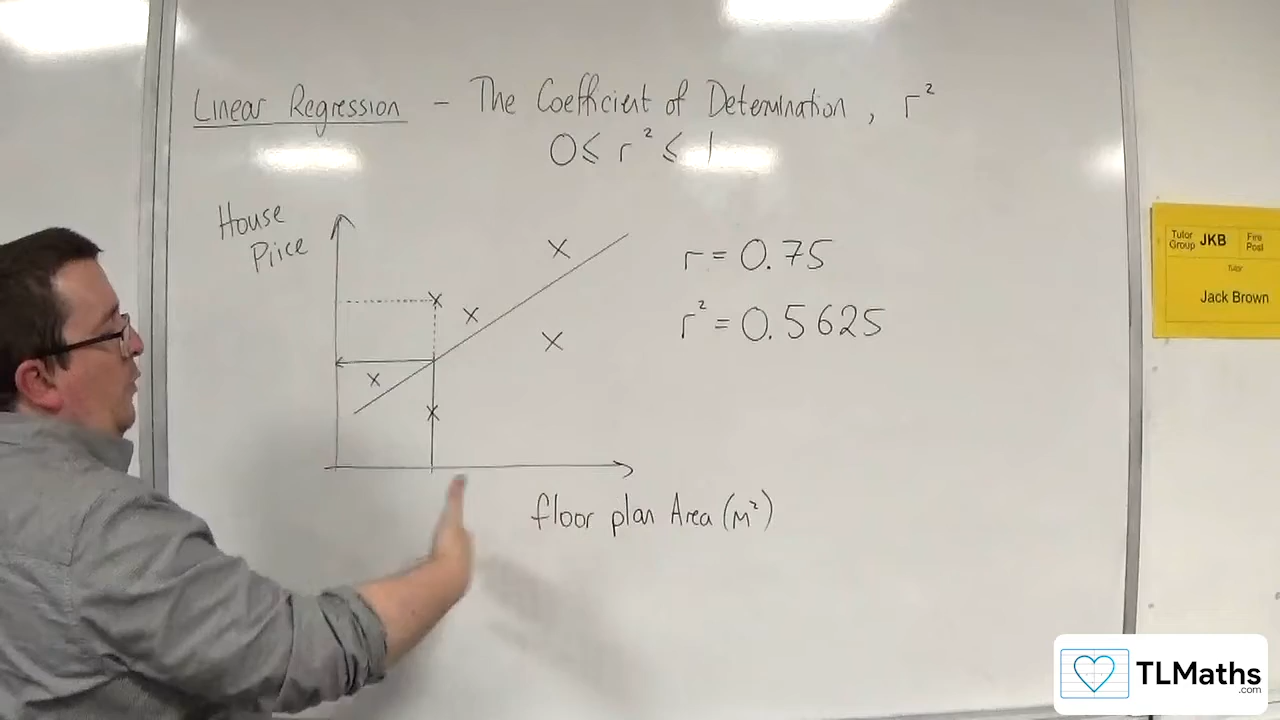 Linear Regression - The Coefficient of Determination, r²
0 ≤ r² ≤ 1
House
Price
r = 0.75
r² = 0.5625
floor plan Area (m²)
Tutor
Group
JKB
Fire
Post
Tutor
Jack Brown
TLMaths
.com